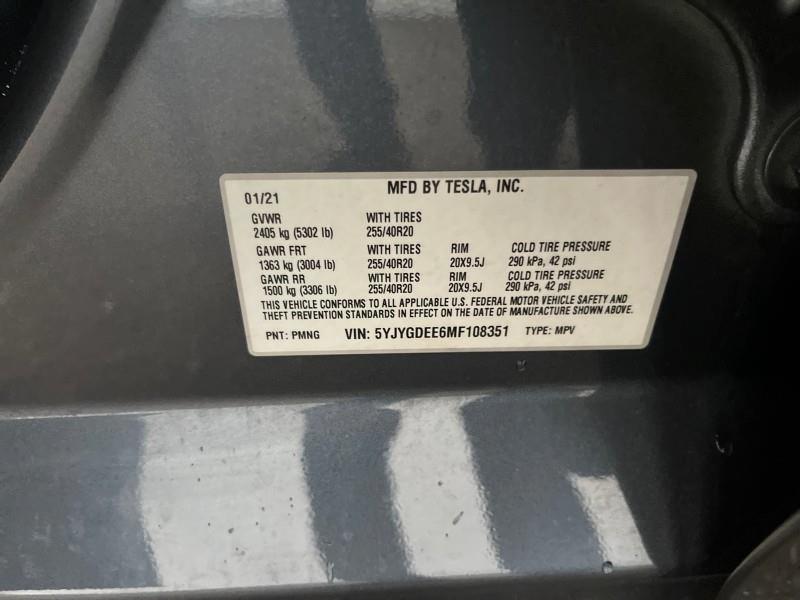 MFD BY TESLA, INC.
01/21
GVWR WITH TIRES
2405 kg (5302 lb) 255/40R20
GAWR FRT WITH TIRES RIM COLD TIRE PRESSURE
1363 kg (3004 lb) 255/40R20 20X9.5J 290 kPa, 42 psi
GAWR RR WITH TIRES RIM COLD TIRE PRESSURE
1500 kg (3306 lb) 255/40R20 20X9.5J 290 kPa, 42 psi
THIS VEHICLE CONFORMS TO ALL APPLICABLE U.S. FEDERAL MOTOR VEHICLE SAFETY AND
THEFT PREVENTION STANDARDS IN EFFECT ON THE DATE OF MANUFACTURE SHOWN ABOVE.
PNT: PMNG VIN: 5YJYGDEE6MF108351 TYPE: MPV